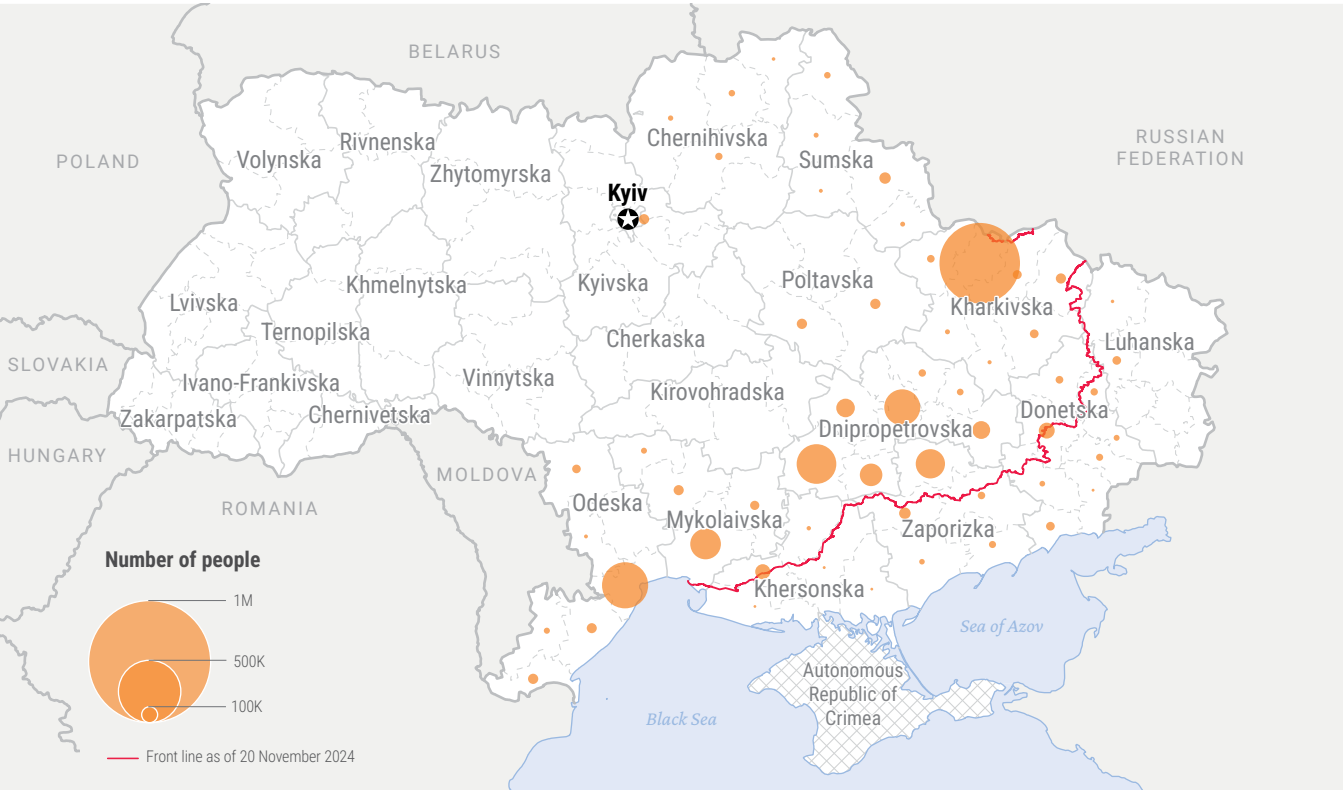 BELARUS
RUSSIAN
FEDERATION
POLAND
Chernihivska
Rivnenska
Volynska
Sumska
Zhytomyrska
Kyiv
Poltavska
Kyivska
Khmelnytska
Lvivska
Kharkivska
Ternopilska
Cherkaska
Luhanska
SLOVAKIA
Ivano-Frankivska
Vinnytska
Kirovohradska
Zakarpatska
Chernivetska
Donetska
Dnipropetrovska
HUNGARY
MOLDOVA
ROMANIA
Odeska
Mykolaivska
Zaporizka
Khersonska
Number of people
1M
500K
100K
Front line as of 20 November 2024
Sea of Azov
Autonomous
Republic of
Crimea
Black Sea